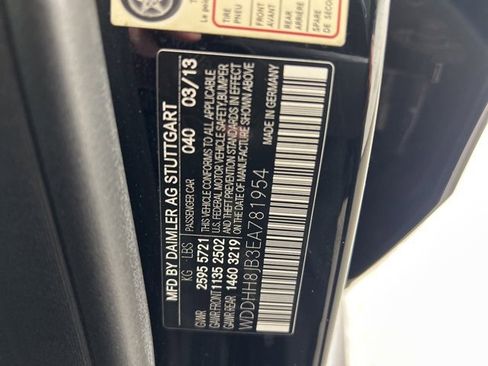 MFD BY DAIMLER AG STUTTGART
PASSENGER CAR 040 03/13
KG LBS
GVWR 2595 5721
GAWR FRONT 1135 2502
GAWR REAR 1460 3219
THIS VEHICLE CONFORMS TO ALL APPLICABLE
U.S. FEDERAL MOTOR VEHICLE SAFETY, BUMPER
AND THEFT PREVENTION STANDARDS IN EFFECT
ON THE DATE OF MANUFACTURE SHOWN ABOVE
WDDHH8JB3EA781954
MADE IN GERMANY
TIRE
PNEU
FRONT
AVANT
REAR
ARRIÈRE
SPARE
DE SECOU